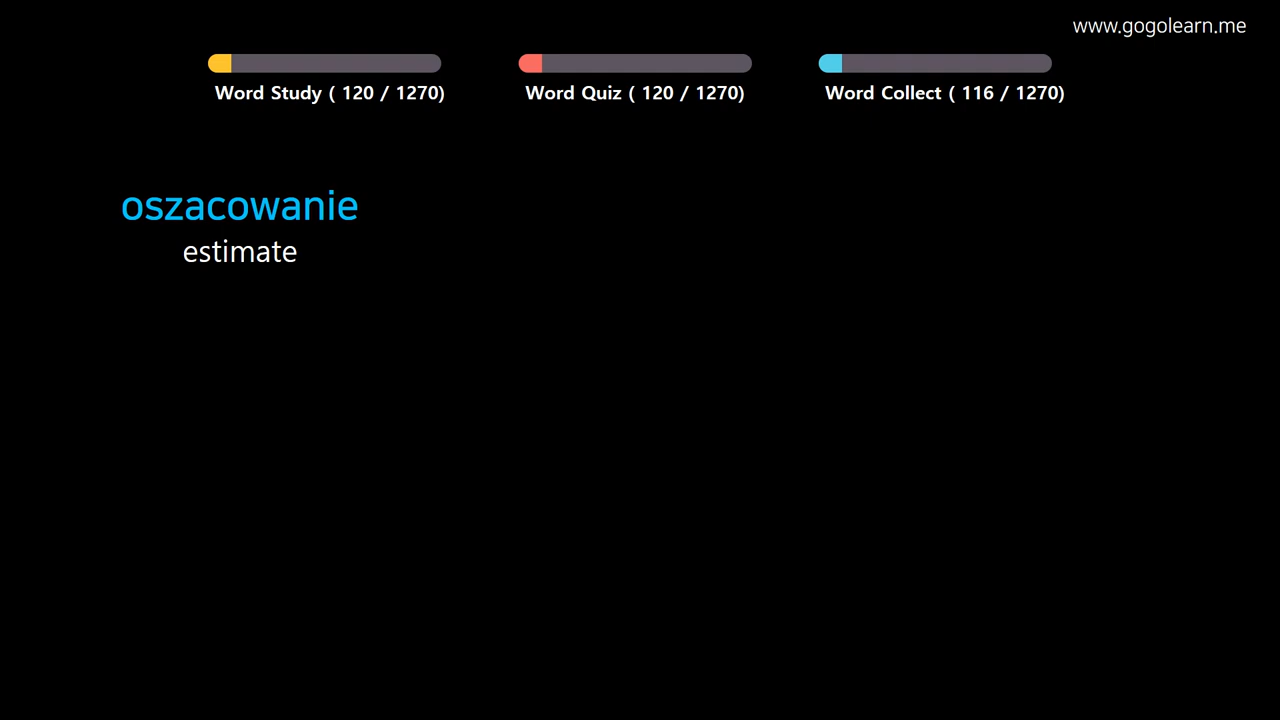 www.gogolearn.me
Word Study ( 120 / 1270)
Word Quiz ( 120 / 1270)
Word Collect ( 116 / 1270)
oszacowanie
estimate